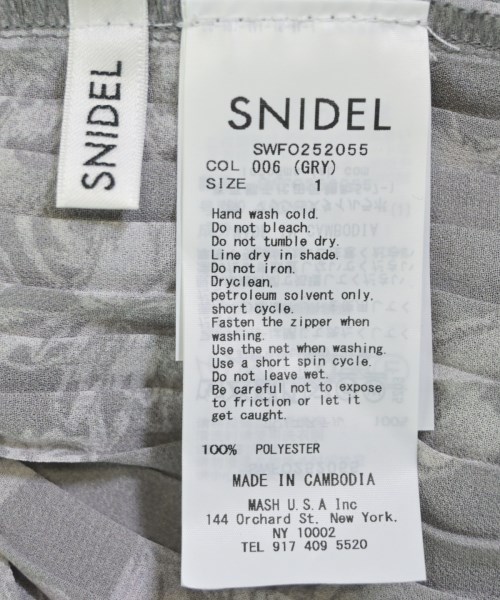 SNIDEL
SNIDEL
SWFO252055
COL 006 (GRY)
SIZE 1
Hand wash cold.
Do not bleach.
Do not tumble dry.
Line dry in shade.
Do not iron.
Dryclean,
petroleum solvent only.
short cycle.
Fasten the zipper when
washing.
Use the net when washing.
Use a short spin cycle.
Do not leave wet.
Be careful not to expose
to friction or let it
get caught.
100% POLYESTER
MADE IN CAMBODIA
MASH U.S.A Inc
144 Orchard St. New York.
NY 10002
TEL 917 409 5520